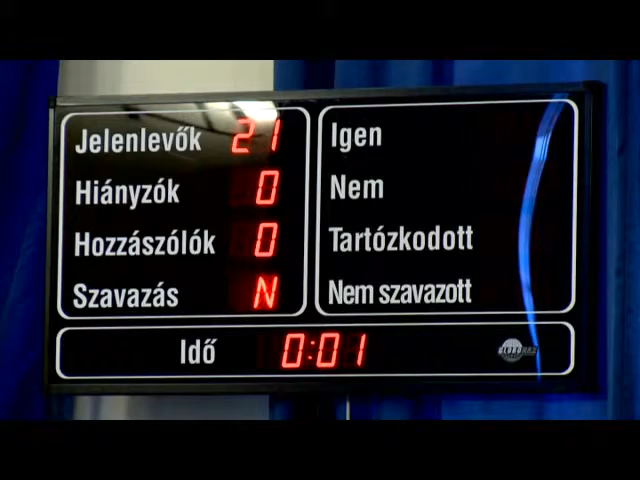 Jelenlevők 21
Hiányzók 0
Hozzászólók 0
Szavazás N
Igen
Nem
Tartózkodott
Nem szavazott
Idő 0:01